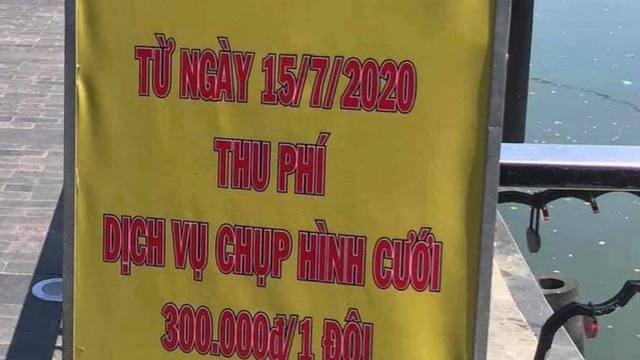 TỪ NGÀY 15/7/2020
THU PHÍ
DỊCH VỤ CHỤP HÌNH CƯỚI
300.000đ/1 ĐÔI